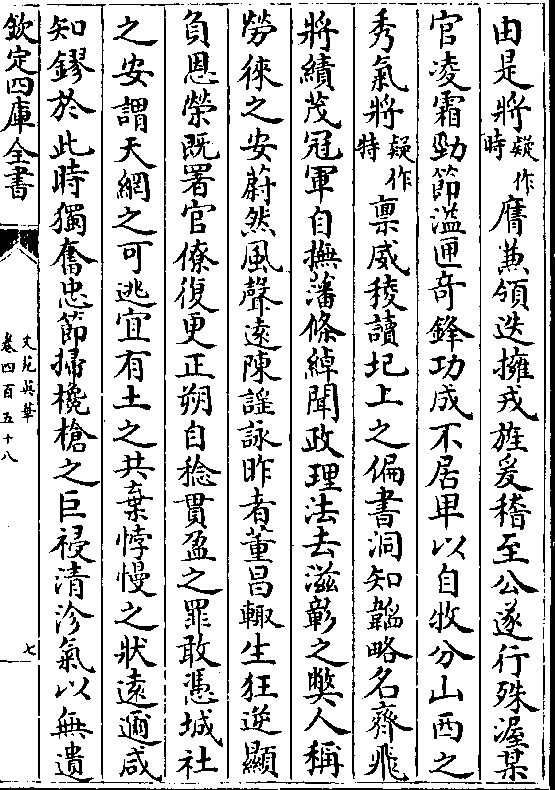 由是將疑作時膺兼領迭擁戎旌爰稽至公遂行殊渥某
官凌霜勁節溢匣奇鋒功成不居卑以自牧分山西之
秀氣將疑作特稟威稜讀圯上之偏書洞知韜略名齊飛
將績茂冠軍自撫藩條綽聞政理法去滋彰之弊人稱
勞徠之安蔚然風聲遠陳謡詠昨者董昌輙生狂逆顯
負恩榮既署官僚復更正朔自稔貫盈之罪敢憑城社
之安謂天網之可逃宜有土之共棄悖慢之狀遠邇咸
知鏐於此時獨奮忠節掃欃槍之巨祲清沴氣以無遺
欽定四庫全書
文苑英華
卷四百五十八
七